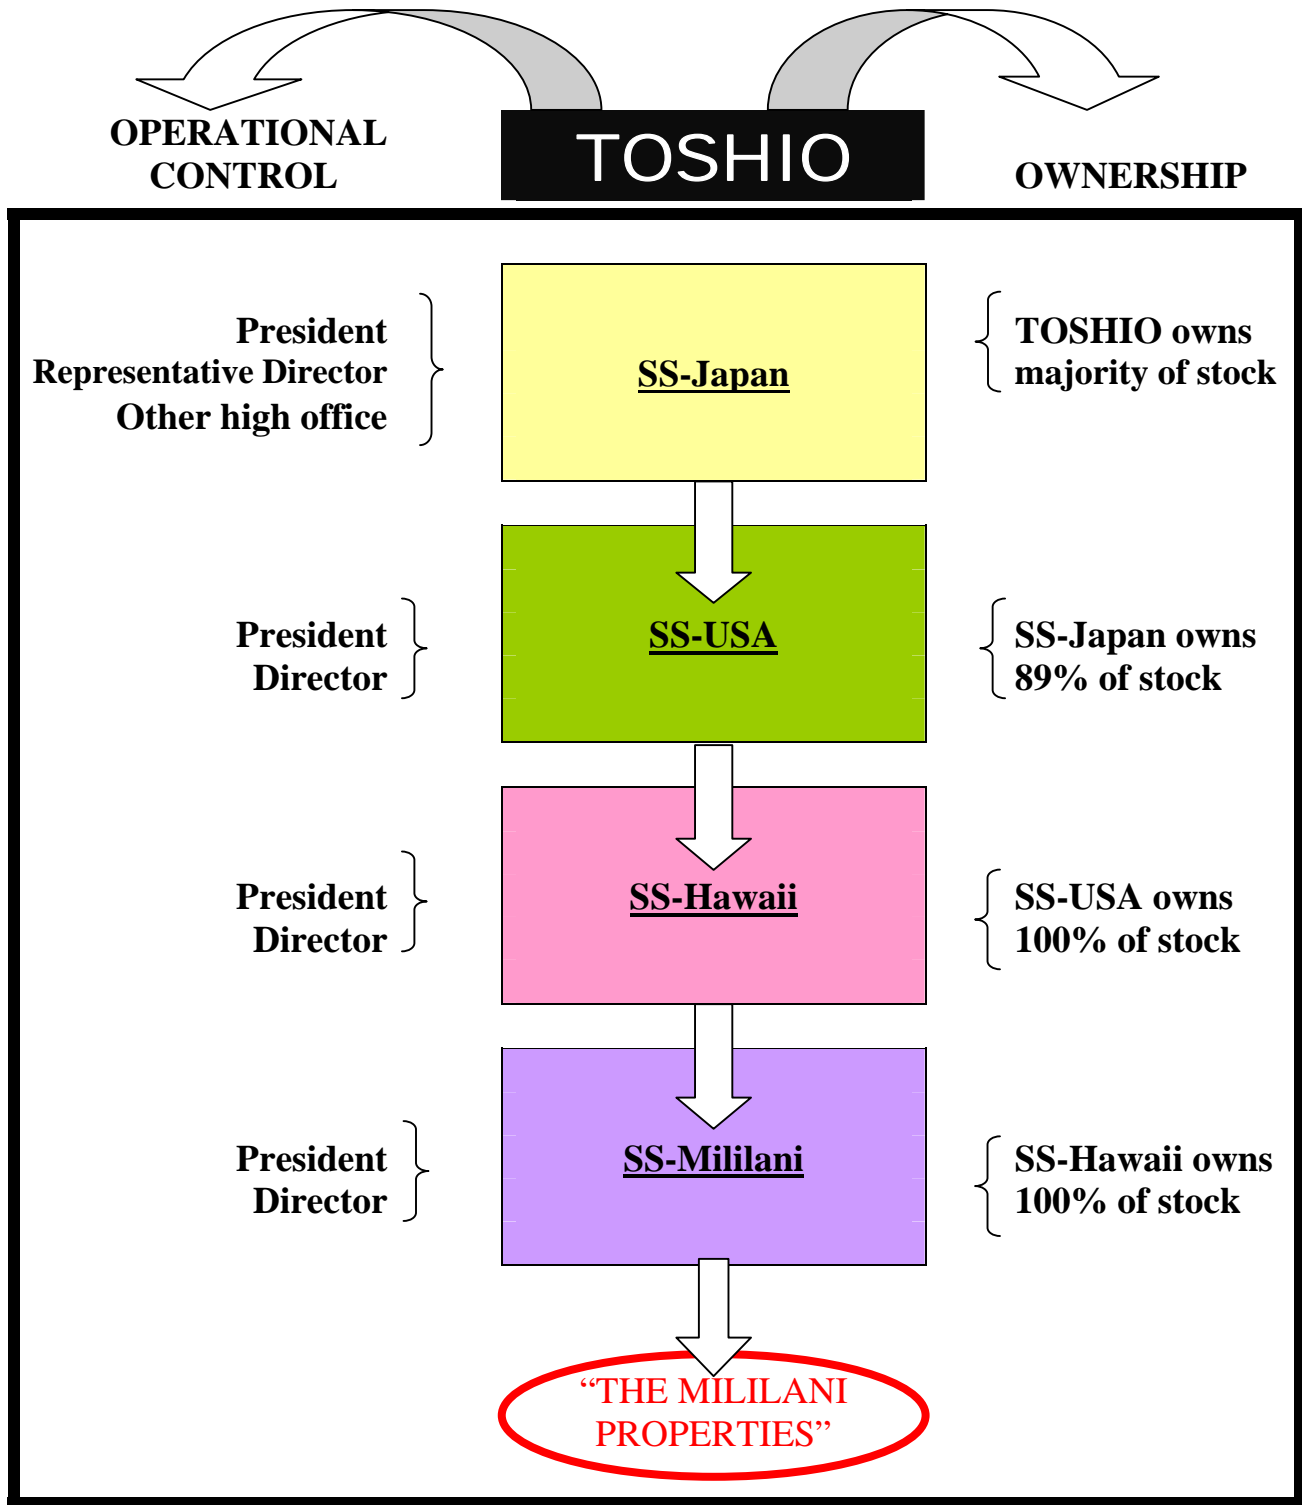 OPERATIONAL
CONTROL
TOSHIO
OWNERSHIP
President
Representative Director
Other high office
SS-Japan
TOSHIO owns
majority of stock
President
Director
SS-USA
SS-Japan owns
89% of stock
President
Director
SS-Hawaii
SS-USA owns
100% of stock
President
Director
SS-Mililani
SS-Hawaii owns
100% of stock
“THE MILILANI
PROPERTIES”